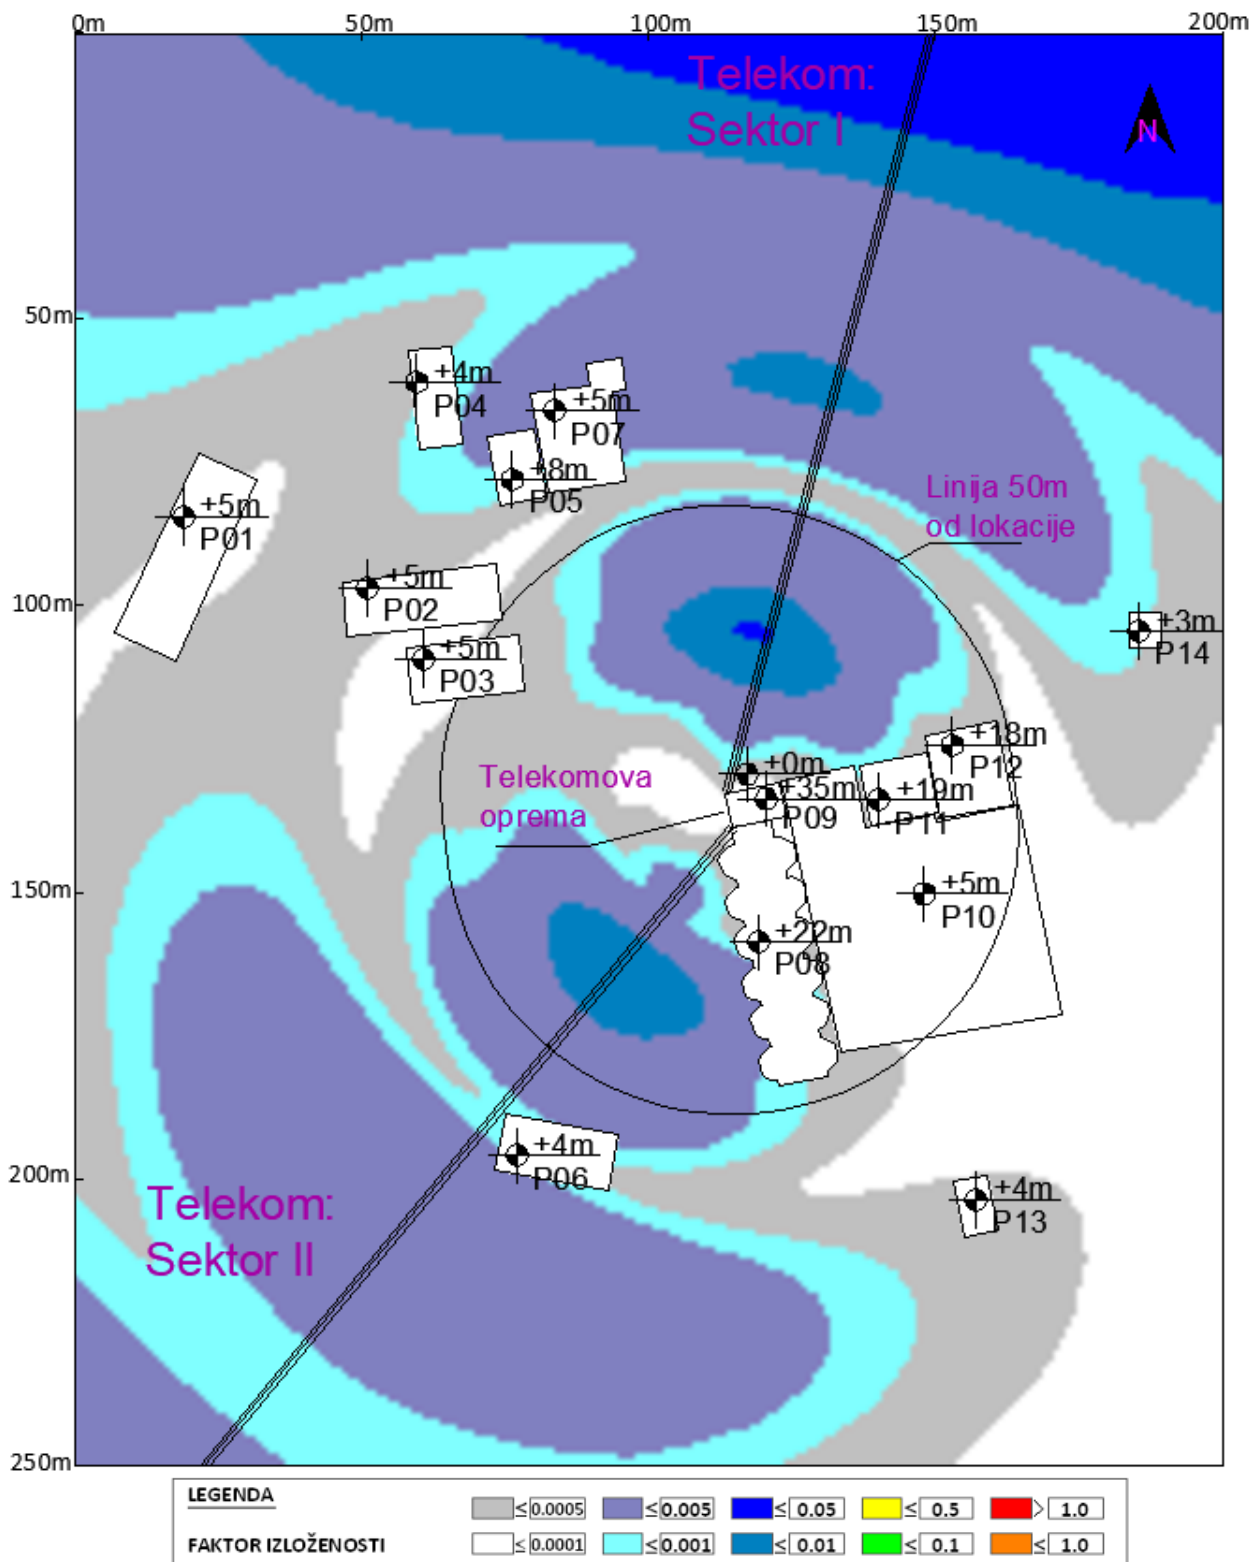 0m 50m 100m 150m 200m
Telekom:
Sektor I
N
50m
+4m
P04
+5m
P07
+8m
P05
Linija 50m
od lokacije
+5m
P01
+5m
P02
100m
+3m
P14
+5m
P03
+18m
P12
+0m
Telekomova
oprema
+35m
P09
+19m
P11
150m
+5m
P10
+22m
P08
+4m
P06
200m
Telekom:
Sektor II
+4m
P13
250m
LEGENDA
≤ 0.0005 ≤ 0.005 ≤ 0.05 ≤ 0.5 > 1.0
FAKTOR IZLOŽENOSTI ≤ 0.0001 ≤ 0.001 ≤ 0.01 ≤ 0.1 ≤ 1.0